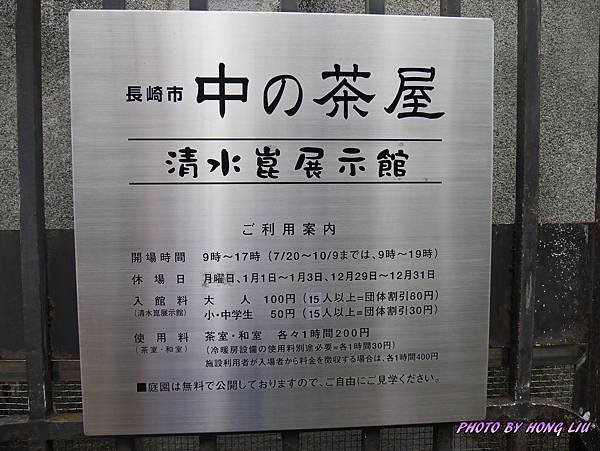 長崎市 中の茶屋
清水崑展示館
ご利用案内
開場時間 9時～17時 (7/20～10/9までは、9時～19時)
休場日 月曜日、1月1日～1月3日、12月29日～12月31日
入館料 大人 100円 (15人以上=団体割引80円)
(清水崑展示館) 小・中学生 50円 (15人以上=団体割引30円)
使用料 茶室・和室 各々1時間200円
(茶室・和室) (冷暖房設備の使用料別途必要=各1時間30円)
施設利用者が入場者から料金を徴収する場合は、各1時間400円
■庭園は無料で公開しておりますので、ご自由にご見学ください。
PHOTO BY HONG LIU